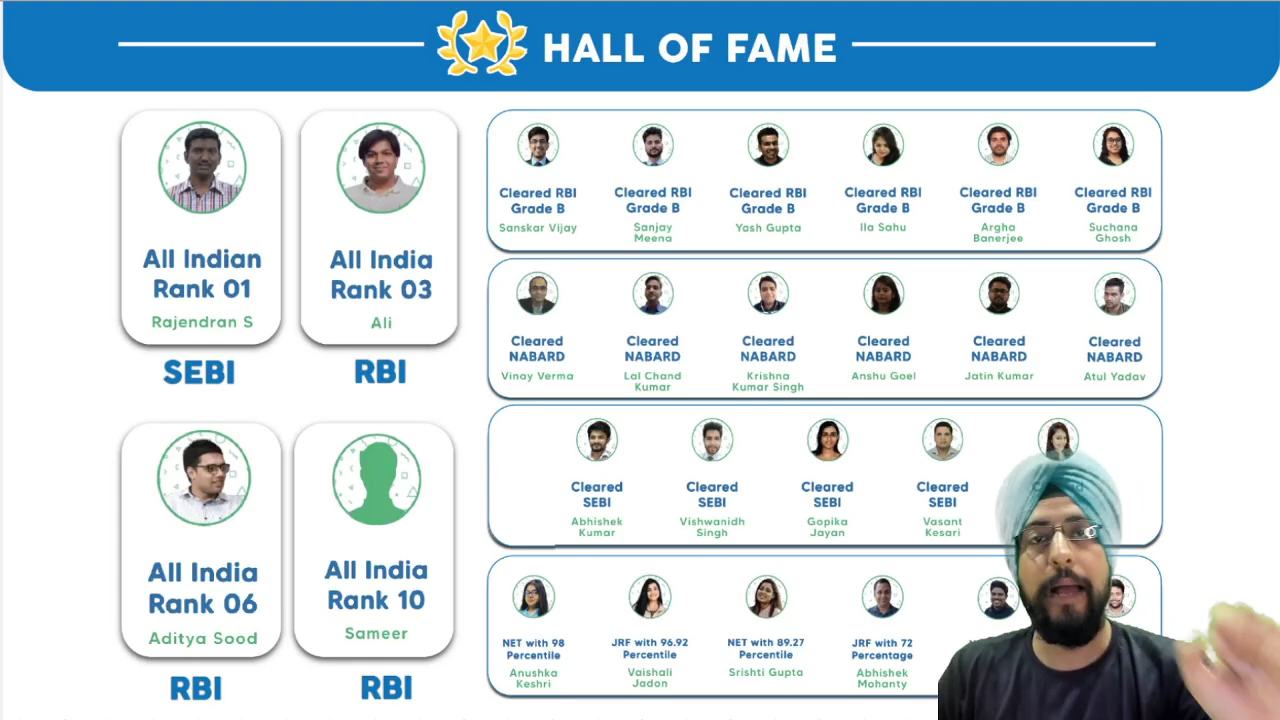 HALL OF FAME
All Indian
Rank 01
Rajendran S
SEBI
All India
Rank 03
Ali
RBI
All India
Rank 06
Aditya Sood
RBI
All India
Rank 10
Sameer
RBI
Cleared RBI
Grade B
Sanskar Vijay
Cleared RBI
Grade B
Sanjay
Meena
Cleared RBI
Grade B
Yash Gupta
Cleared RBI
Grade B
Ila Sahu
Cleared RBI
Grade B
Argha
Banerjee
Cleared RBI
Grade B
Suchana
Ghosh
Cleared
NABARD
Vinay Verma
Cleared
NABARD
Lal Chand
Kumar
Cleared
NABARD
Krishna
Kumar Singh
Cleared
NABARD
Anshu Goel
Cleared
NABARD
Jatin Kumar
Cleared
NABARD
Atul Yadav
Cleared
SEBI
Abhishek
Kumar
Cleared
SEBI
Vishwanidh
Singh
Cleared
SEBI
Gopika
Jayan
Cleared
SEBI
Vasant
Kesari
NET with 98
Percentile
Anushka
Keshri
JRF with 96.92
Percentile
Vaishali
Jadon
NET with 89.27
Percentile
Srishti Gupta
JRF with 72
Percentage
Abhishek
Mohanty